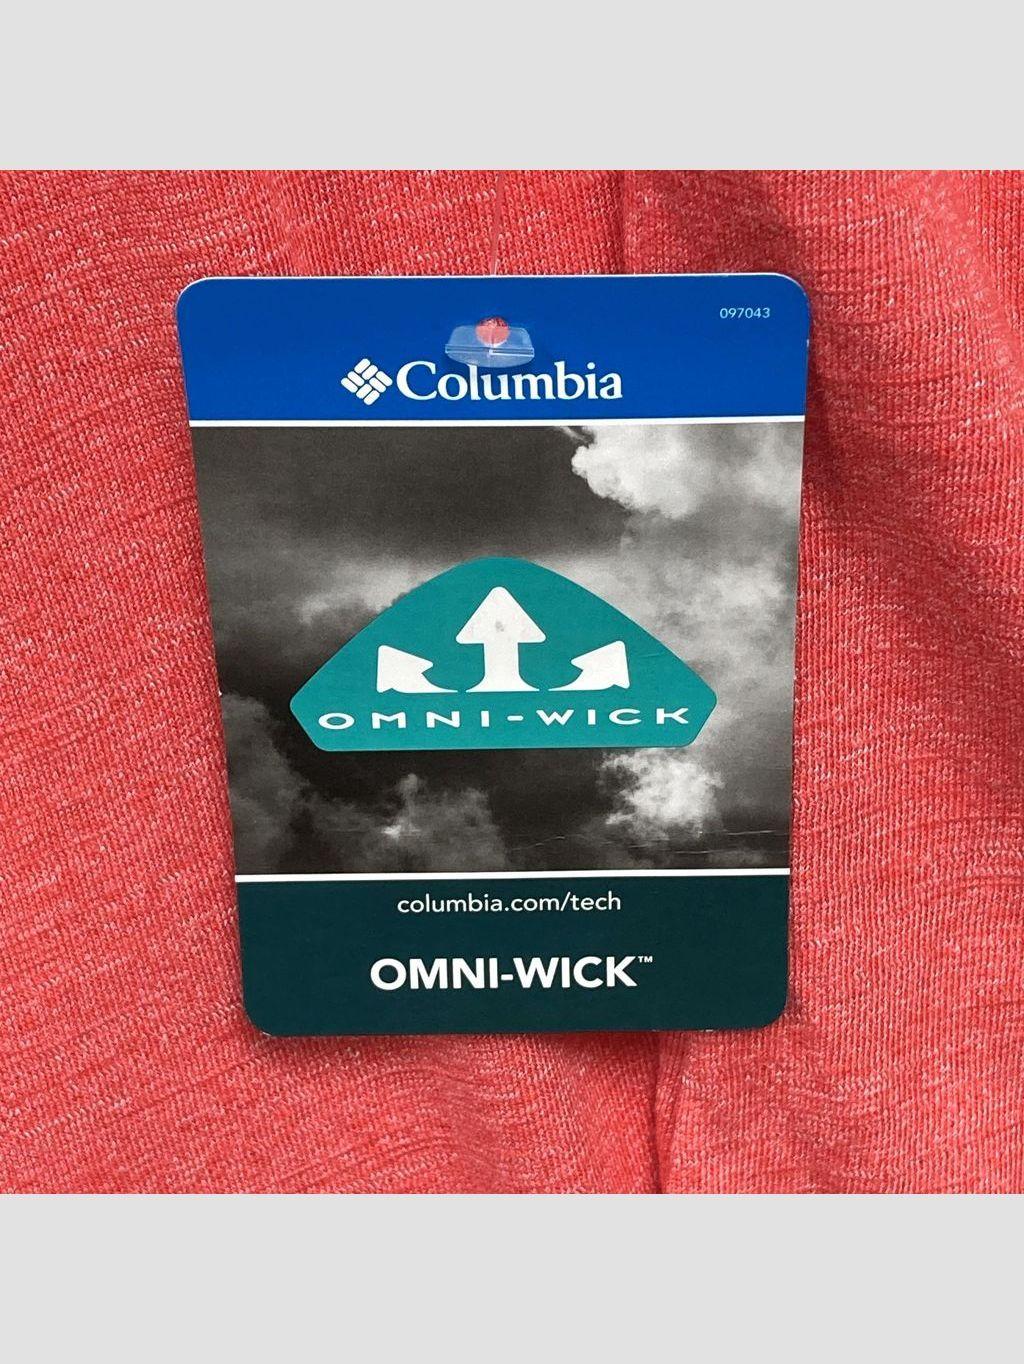 097043
Columbia
OMNI-WICK
columbia.com/tech
OMNI-WICK™